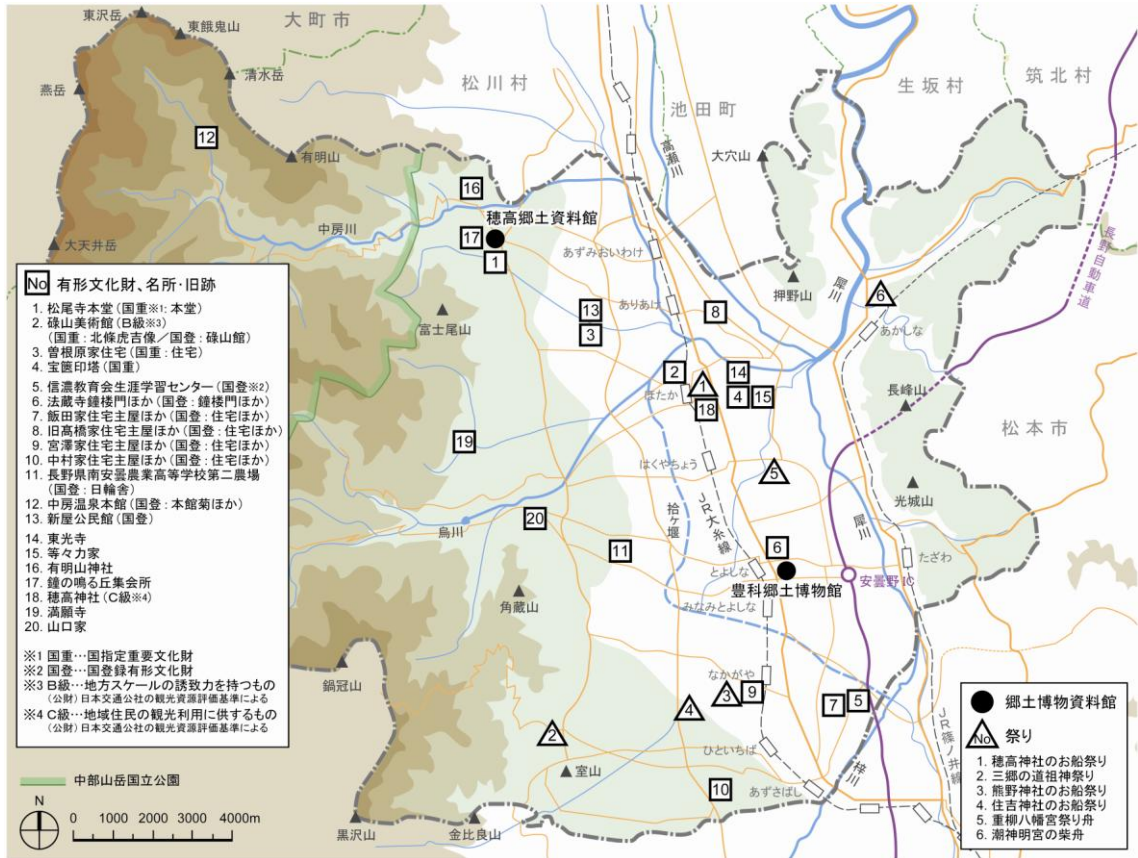 東沢岳
東餓鬼山
大町市
燕岳
清水岳
松川村
生坂村
筑北村
池田町
12
有明山
大穴山
高瀬川
16
中房川
穂高郷土資料館
17
大天井岳
あずみおいわけ
長野自動車道
1
犀川
押野山
6
No 有形文化財、名所・旧跡
1. 松尾寺本堂(国重※1:本堂)
2. 碌山美術館(B級※3)
(国重:北條虎吉像/国登:碌山館)
3. 曽根原家住宅(国重:住宅)
4. 宝篋印塔(国重)
5. 信濃教育会生涯学習センター(国登※2)
6. 法蔵寺鐘楼門ほか(国登:鐘楼門ほか)
7. 飯田家住宅主屋ほか(国登:住宅ほか)
8. 旧髙橋家住宅主屋ほか(国登:住宅ほか)
9. 宮澤家住宅主屋ほか(国登:住宅ほか)
10. 中村家住宅主屋ほか(国登:住宅ほか)
11. 長野県南安曇農業高等学校第二農場
(国登:日輪舎)
12. 中房温泉本館(国登:本館菊ほか)
13. 新屋公民館(国登)
14. 東光寺
15. 等々力家
16. 有明山神社
17. 鐘の鳴る丘集会所
18. 穂高神社(C級※4)
19. 満願寺
20. 山口家
※1 国重…国指定重要文化財
※2 国登…国登録有形文化財
※3 B級…地方スケールの誘致力を持つもの
(公財)日本交通公社の観光資源評価基準による
※4 C級…地域住民の観光利用に供するもの
(公財)日本交通公社の観光資源評価基準による
中部山岳国立公園
N
0 1000 2000 4000m
富士尾山
13
3
ありあけ
8
あかしな
2
1
14
4
15
ほたか
18
長峰山
松本市
19
はくやちょう
5
光城山
烏川
20
拾ヶ堰
JR大糸線
犀川
11
6
とよしな
豊科郷土博物館
たざわ
安曇野IC
みなみとよしな
角蔵山
鍋冠山
なかがや
3
9
4
7
5
2
ひといちば
室山
10
あずさばし
梓川
JR篠ノ井線
黒沢山
金比良山
郷土博物資料館
No 祭り
1. 穂高神社のお船祭り
2. 三郷の道祖神祭り
3. 熊野神社のお船祭り
4. 住吉神社のお船祭り
5. 重柳八幡宮祭り舟
6. 潮神明宮の柴舟